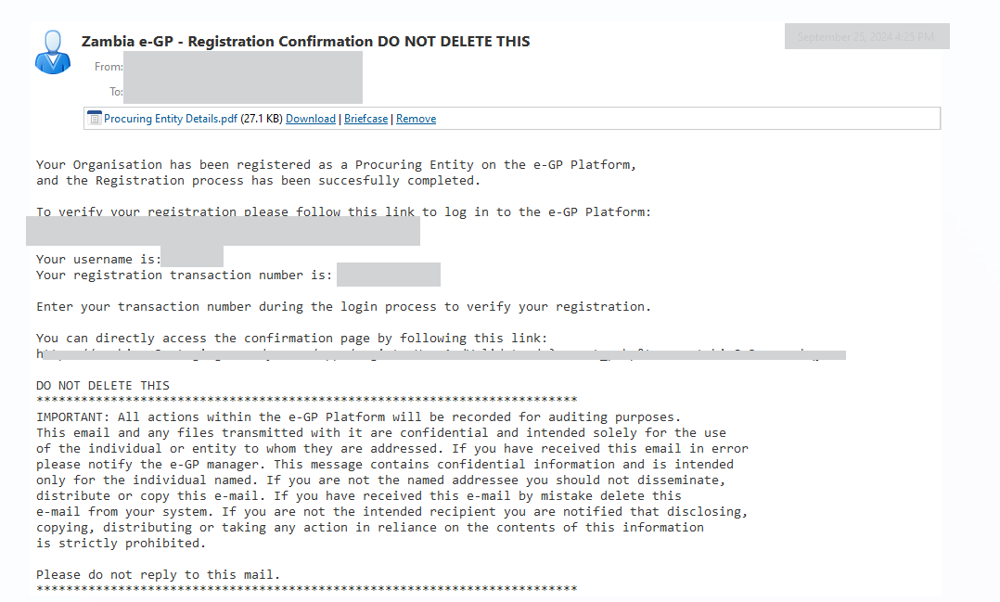 Zambia e-GP - Registration Confirmation DO NOT DELETE THIS
September 25, 2024 4:25 PM
From:
To:
Procuring Entity Details.pdf (27.1 KB) Download | Briefcase | Remove
Your Organisation has been registered as a Procuring Entity on the e-GP Platform,
and the Registration process has been succesfully completed.
To verify your registration please follow this link to log in to the e-GP Platform:
Your username is:
Your registration transaction number is:
Enter your transaction number during the login process to verify your registration.
You can directly access the confirmation page by following this link:
DO NOT DELETE THIS
*************************************************************************
IMPORTANT: All actions within the e-GP Platform will be recorded for auditing purposes.
This email and any files transmitted with it are confidential and intended solely for the use
of the individual or entity to whom they are addressed. If you have received this email in error
please notify the e-GP manager. This message contains confidential information and is intended
only for the individual named. If you are not the named addressee you should not disseminate,
distribute or copy this e-mail. If you have received this e-mail by mistake delete this
e-mail from your system. If you are not the intended recipient you are notified that disclosing,
copying, distributing or taking any action in reliance on the contents of this information
is strictly prohibited.
Please do not reply to this mail.
*************************************************************************